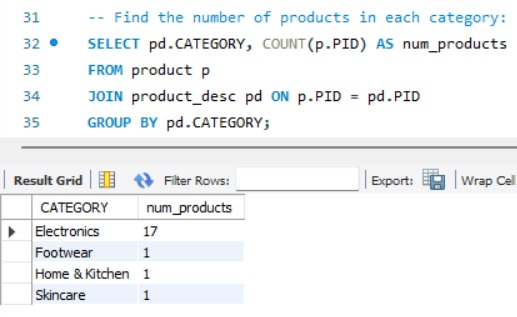 31 -- Find the number of products in each category:
32 SELECT pd.CATEGORY, COUNT(p.PID) AS num_products
33 FROM product p
34 JOIN product_desc pd ON p.PID = pd.PID
35 GROUP BY pd.CATEGORY;
Result Grid Filter Rows: Export: Wrap Cel
CATEGORY num_products
Electronics 17
Footwear 1
Home & Kitchen 1
Skincare 1